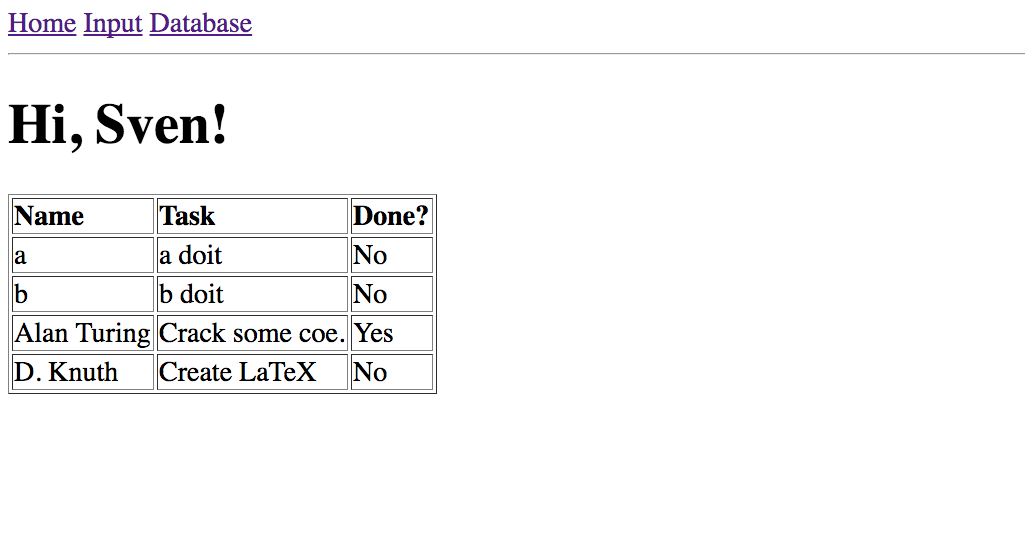 Home Input Database
Hi, Sven!
Name Task Done?
a a doit No
b b doit No
Alan Turing Crack some coe. Yes
D. Knuth Create LaTeX No